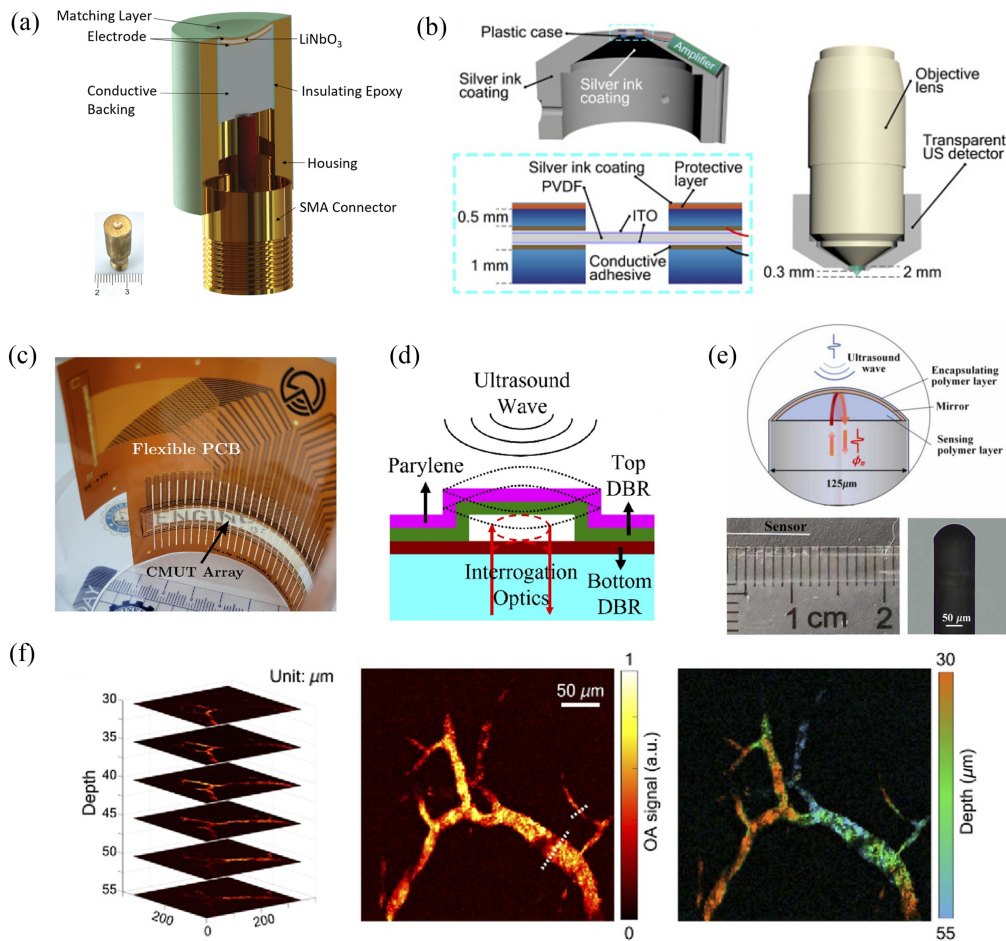 (a)
Matching Layer
Electrode
LiNbO3
Conductive
Backing
Insulating Epoxy
Housing
SMA Connector
2 3
(b)
Plastic case
Amplifier
Silver ink
coating
Silver ink
coating
Silver ink coating
Protective
layer
PVDF
ITO
0.5 mm
1 mm
Conductive
adhesive
Objective
lens
Transparent
US detector
0.3 mm
2 mm
(c)
Flexible PCB
CMUT Array
(d)
Ultrasound
Wave
Parylene
Top
DBR
Interrogation
Optics
Bottom
DBR
(e)
Ultrasound
wave
Encapsulating
polymer layer
Mirror
Sensing
polymer layer
ϕn
125μm
Sensor
1 cm 2
50 μm
(f)
Unit: μm
30
35
40
45
50
55
Depth
200
0
200
50 μm
1
OA signal (a.u.)
0
30
Depth (μm)
55